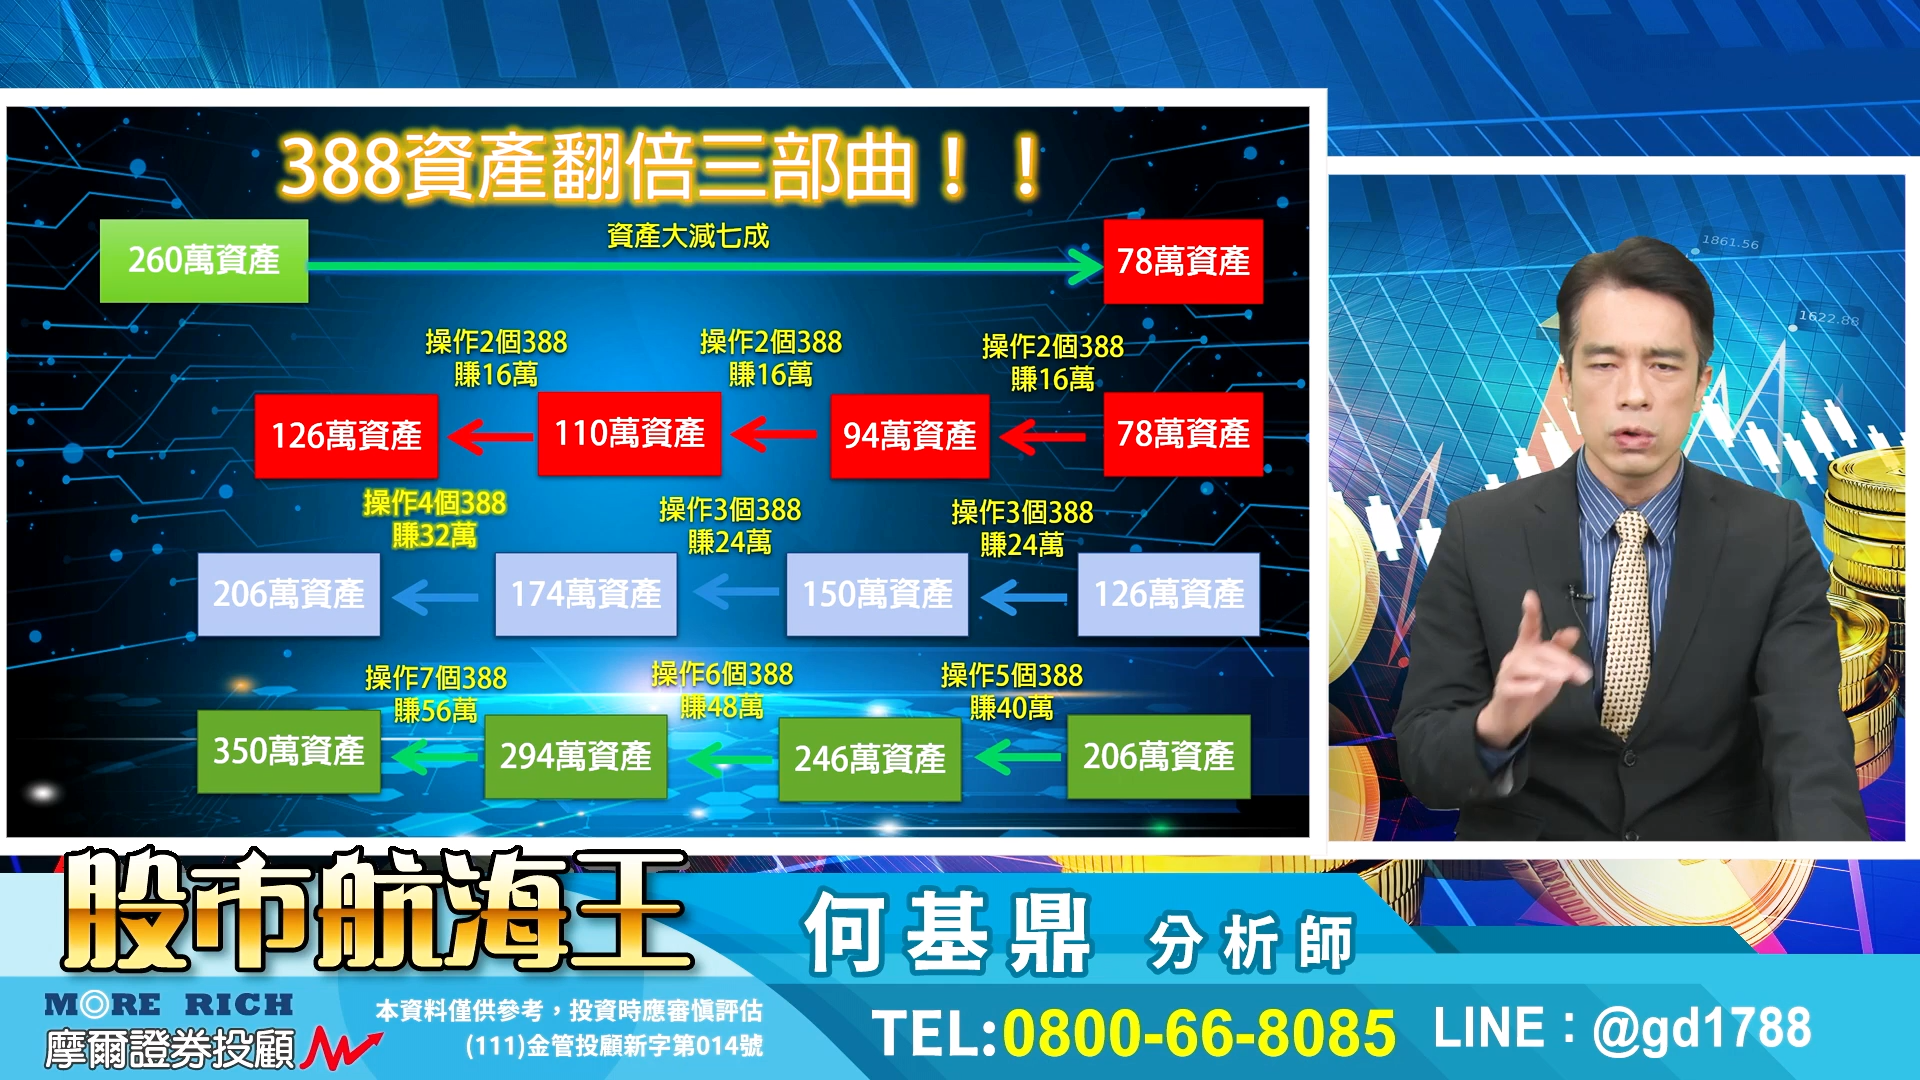 388資產翻倍三部曲！！
資產大減七成
260萬資產
78萬資產
操作2個388
賺16萬
操作2個388
賺16萬
操作2個388
賺16萬
126萬資產
110萬資產
94萬資產
78萬資產
操作4個388
賺32萬
操作3個388
賺24萬
操作3個388
賺24萬
206萬資產
174萬資產
150萬資產
126萬資產
操作7個388
賺56萬
操作6個388
賺48萬
操作5個388
賺40萬
350萬資產
294萬資產
246萬資產
206萬資產
1861.56
1622.88
股市航海王
何基鼎 分析師
MORE RICH
摩爾證券投顧
本資料僅供參考，投資時應審慎評估
(111)金管投顧新字第014號
TEL:0800-66-8085
LINE：@gd1788